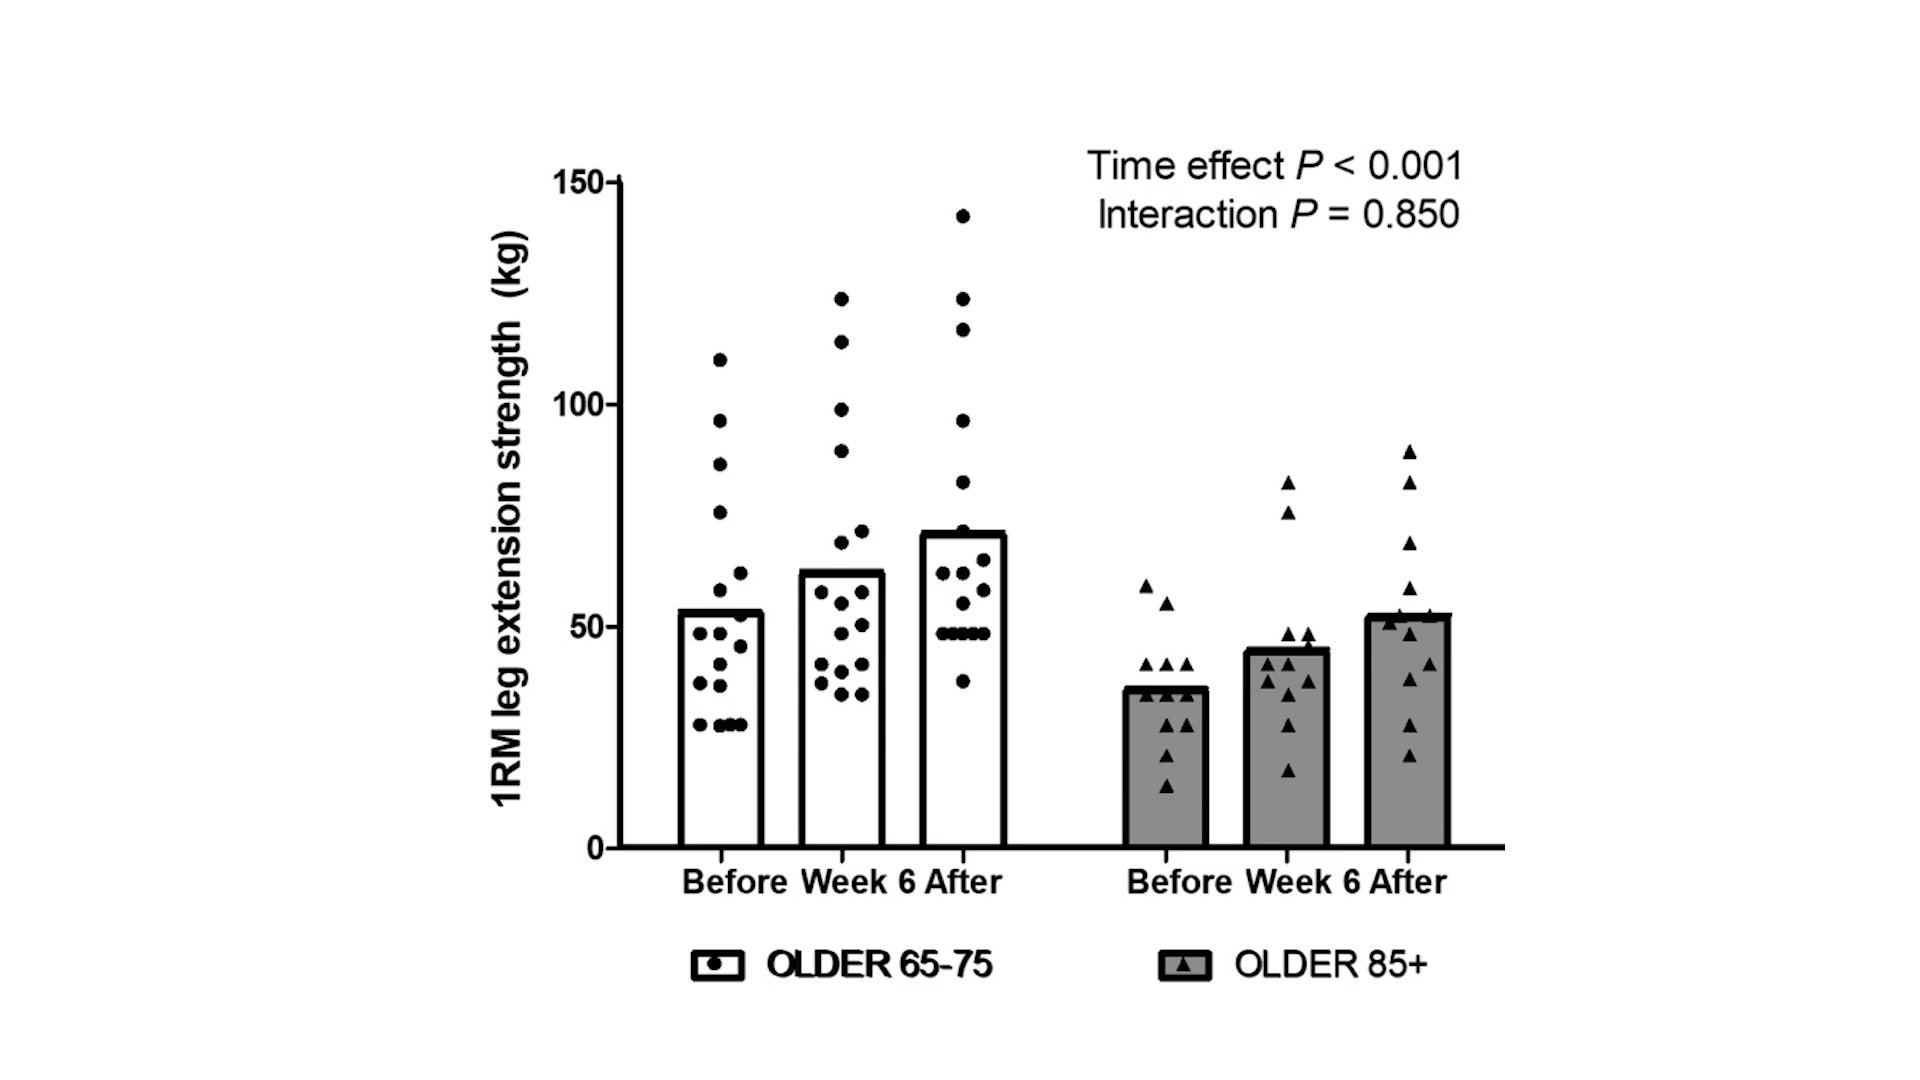 Time effect P < 0.001
Interaction P = 0.850
1RM leg extension strength (kg)
150
100
50
0
Before Week 6 After
Before Week 6 After
OLDER 65-75
OLDER 85+